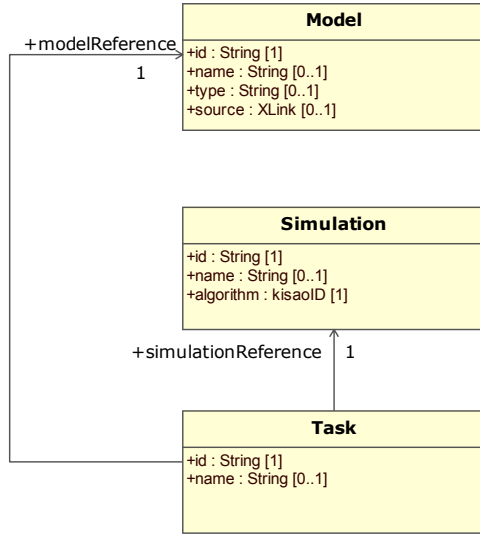 Model
+modelReference
1
+id : String [1]
+name : String [0..1]
+type : String [0..1]
+source : XLink [0..1]
Simulation
+id : String [1]
+name : String [0..1]
+algorithm : kisaoID [1]
+simulationReference 1
Task
+id : String [1]
+name : String [0..1]